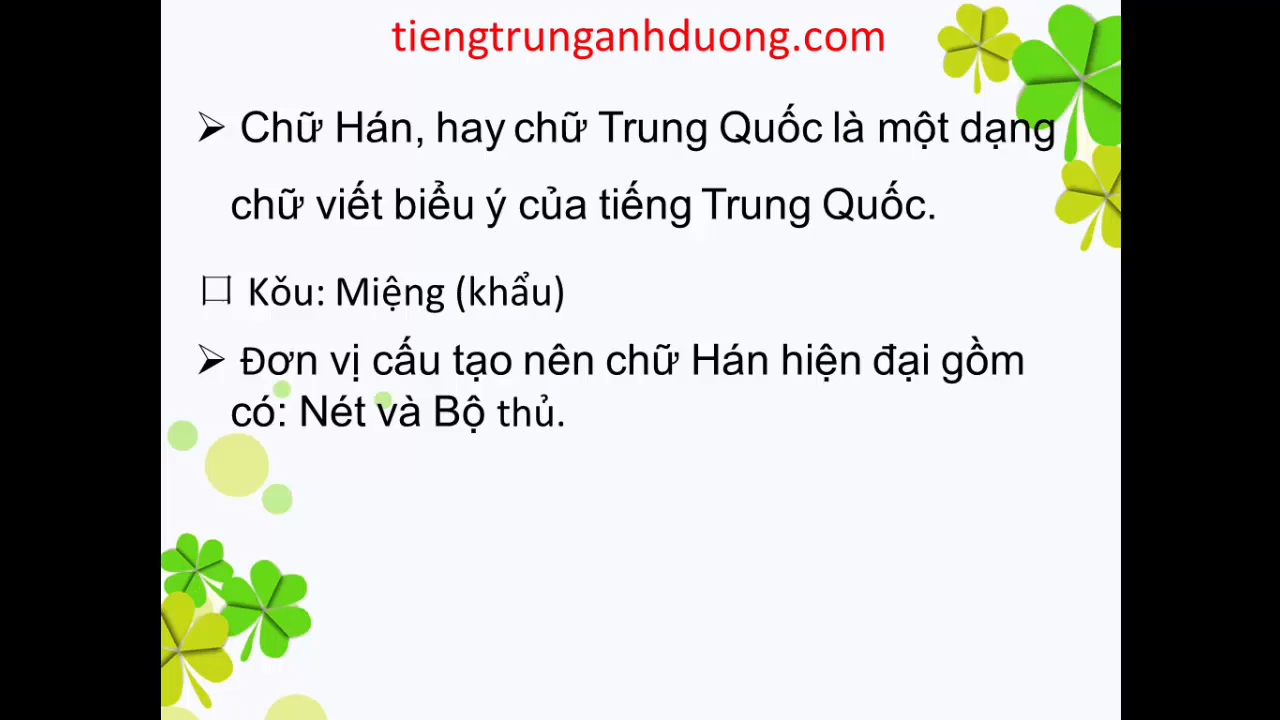 tiengtrunganhduong.com
➢ Chữ Hán, hay chữ Trung Quốc là một dạng
chữ viết biểu ý của tiếng Trung Quốc.
口 Kǒu: Miệng (khẩu)
➢ Đơn vị cấu tạo nên chữ Hán hiện đại gồm
có: Nét và Bộ thủ.